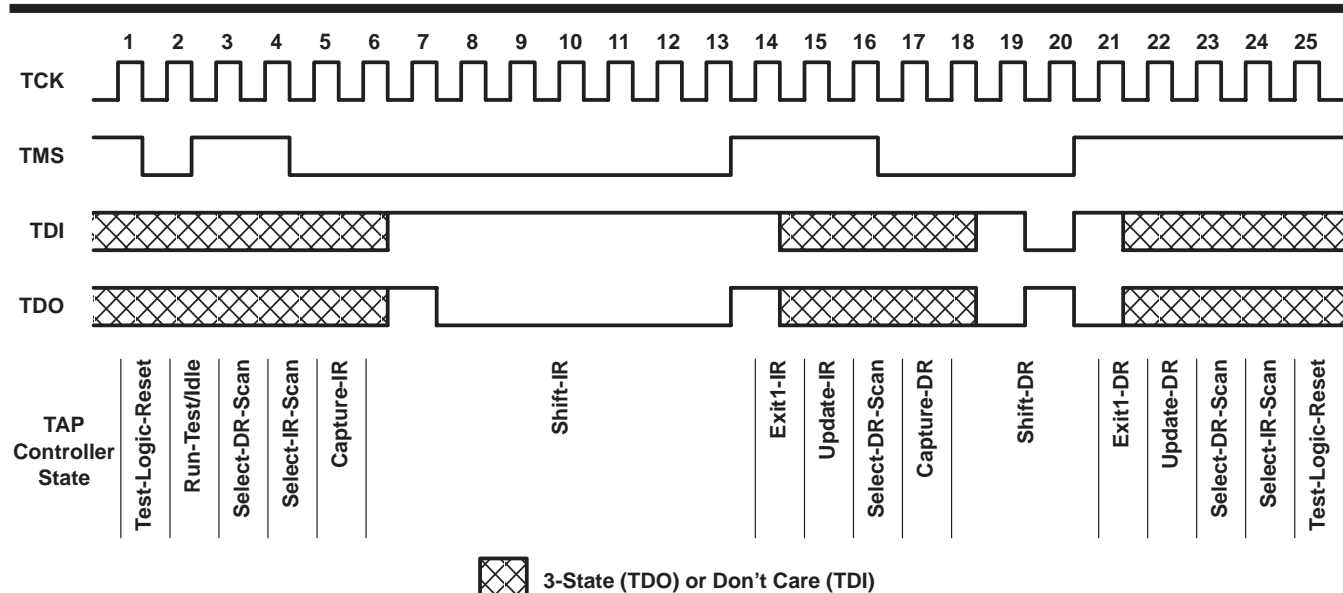 1 2 3 4 5 6 7 8 9 10 11 12 13 14 15 16 17 18 19 20 21 22 23 24 25
TCK
TMS
TDI
TDO
TAP
Controller
State
Test-Logic-Reset
Run-Test/Idle
Select-DR-Scan
Select-IR-Scan
Capture-IR
Shift-IR
Exit1-IR
Update-IR
Select-DR-Scan
Capture-DR
Shift-DR
Exit1-DR
Update-DR
Select-DR-Scan
Select-IR-Scan
Test-Logic-Reset
3-State (TDO) or Don’t Care (TDI)